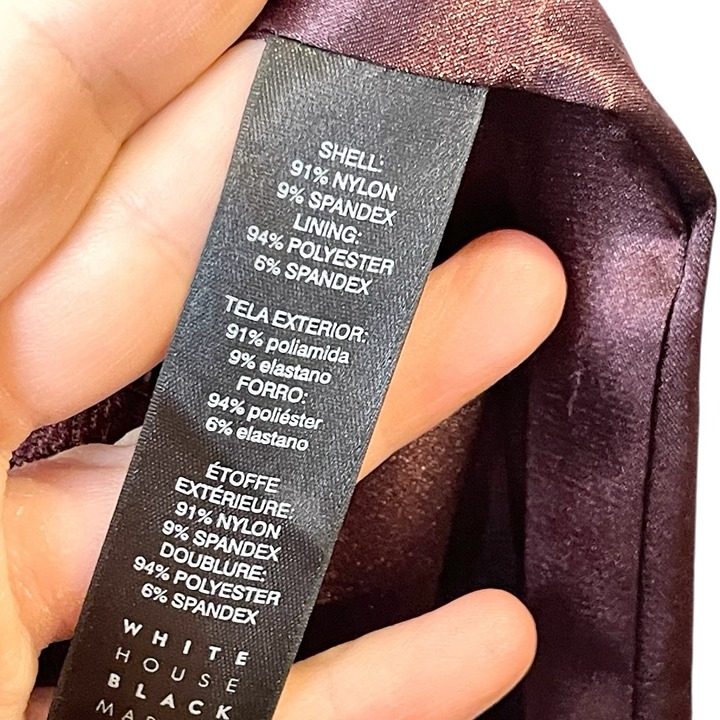 SHELL:
91% NYLON
9% SPANDEX
LINING:
94% POLYESTER
6% SPANDEX
TELA EXTERIOR:
91% poliamida
9% elastano
FORRO:
94% poliéster
6% elastano
ÉTOFFE
EXTÉRIEURE:
91% NYLON
9% SPANDEX
DOUBLURE:
94% POLYESTER
6% SPANDEX
WHITE
HOUSE
BLACK